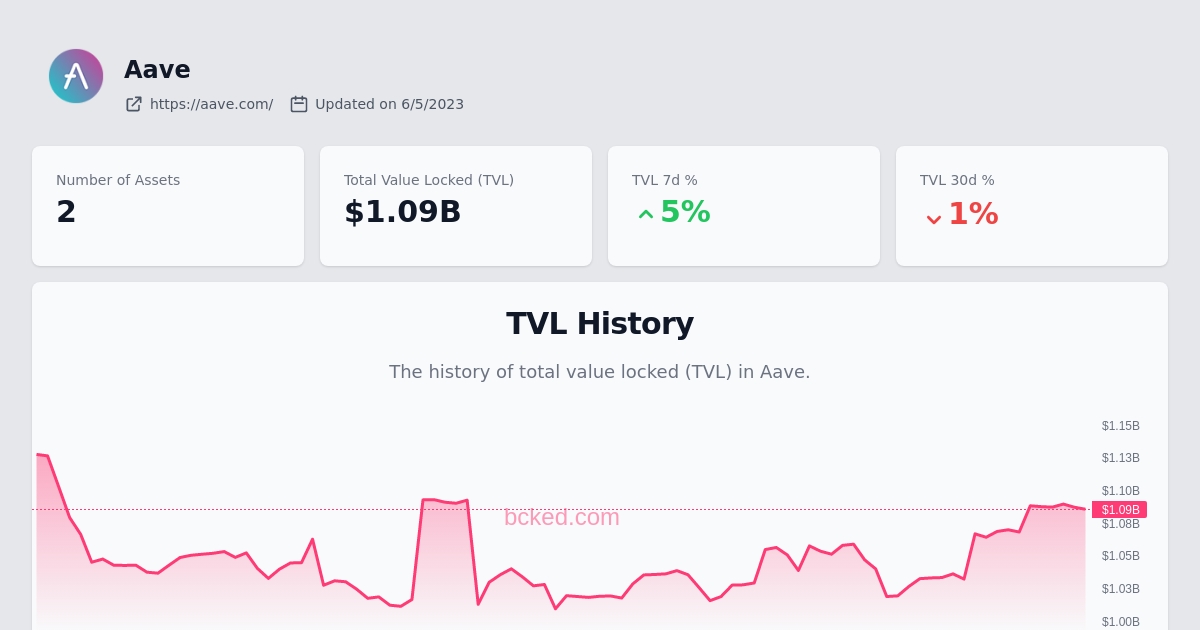 Aave
https://aave.com/ Updated on 6/5/2023
Number of Assets
2
Total Value Locked (TVL)
$1.09B
TVL 7d %
5%
TVL 30d %
1%
TVL History
The history of total value locked (TVL) in Aave.
$1.15B
$1.13B
$1.10B
$1.09B
bcked.com
$1.08B
$1.05B
$1.03B
$1.00B